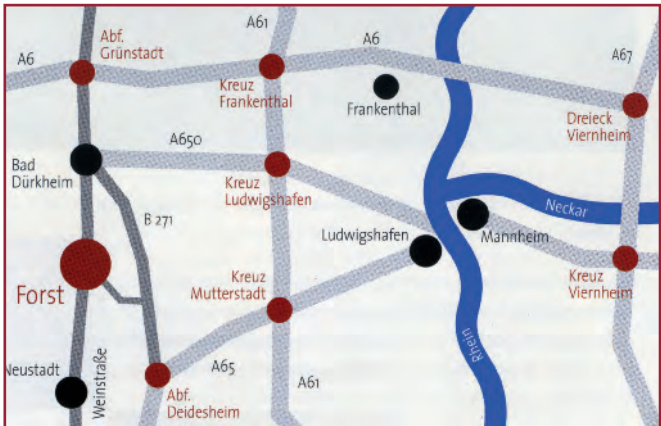 A61
Abf.
Grünstadt
A6
A6
A67
Kreuz
Frankenthal
Frankenthal
Dreieck
Viernheim
A650
Bad
Dürkheim
Kreuz
Ludwigshafen
Neckar
B 271
Ludwigshafen
Mannheim
Kreuz
Mutterstadt
Kreuz
Viernheim
Forst
Rhein
Neustadt
Weinstraße
A65
A61
Abf.
Deidesheim